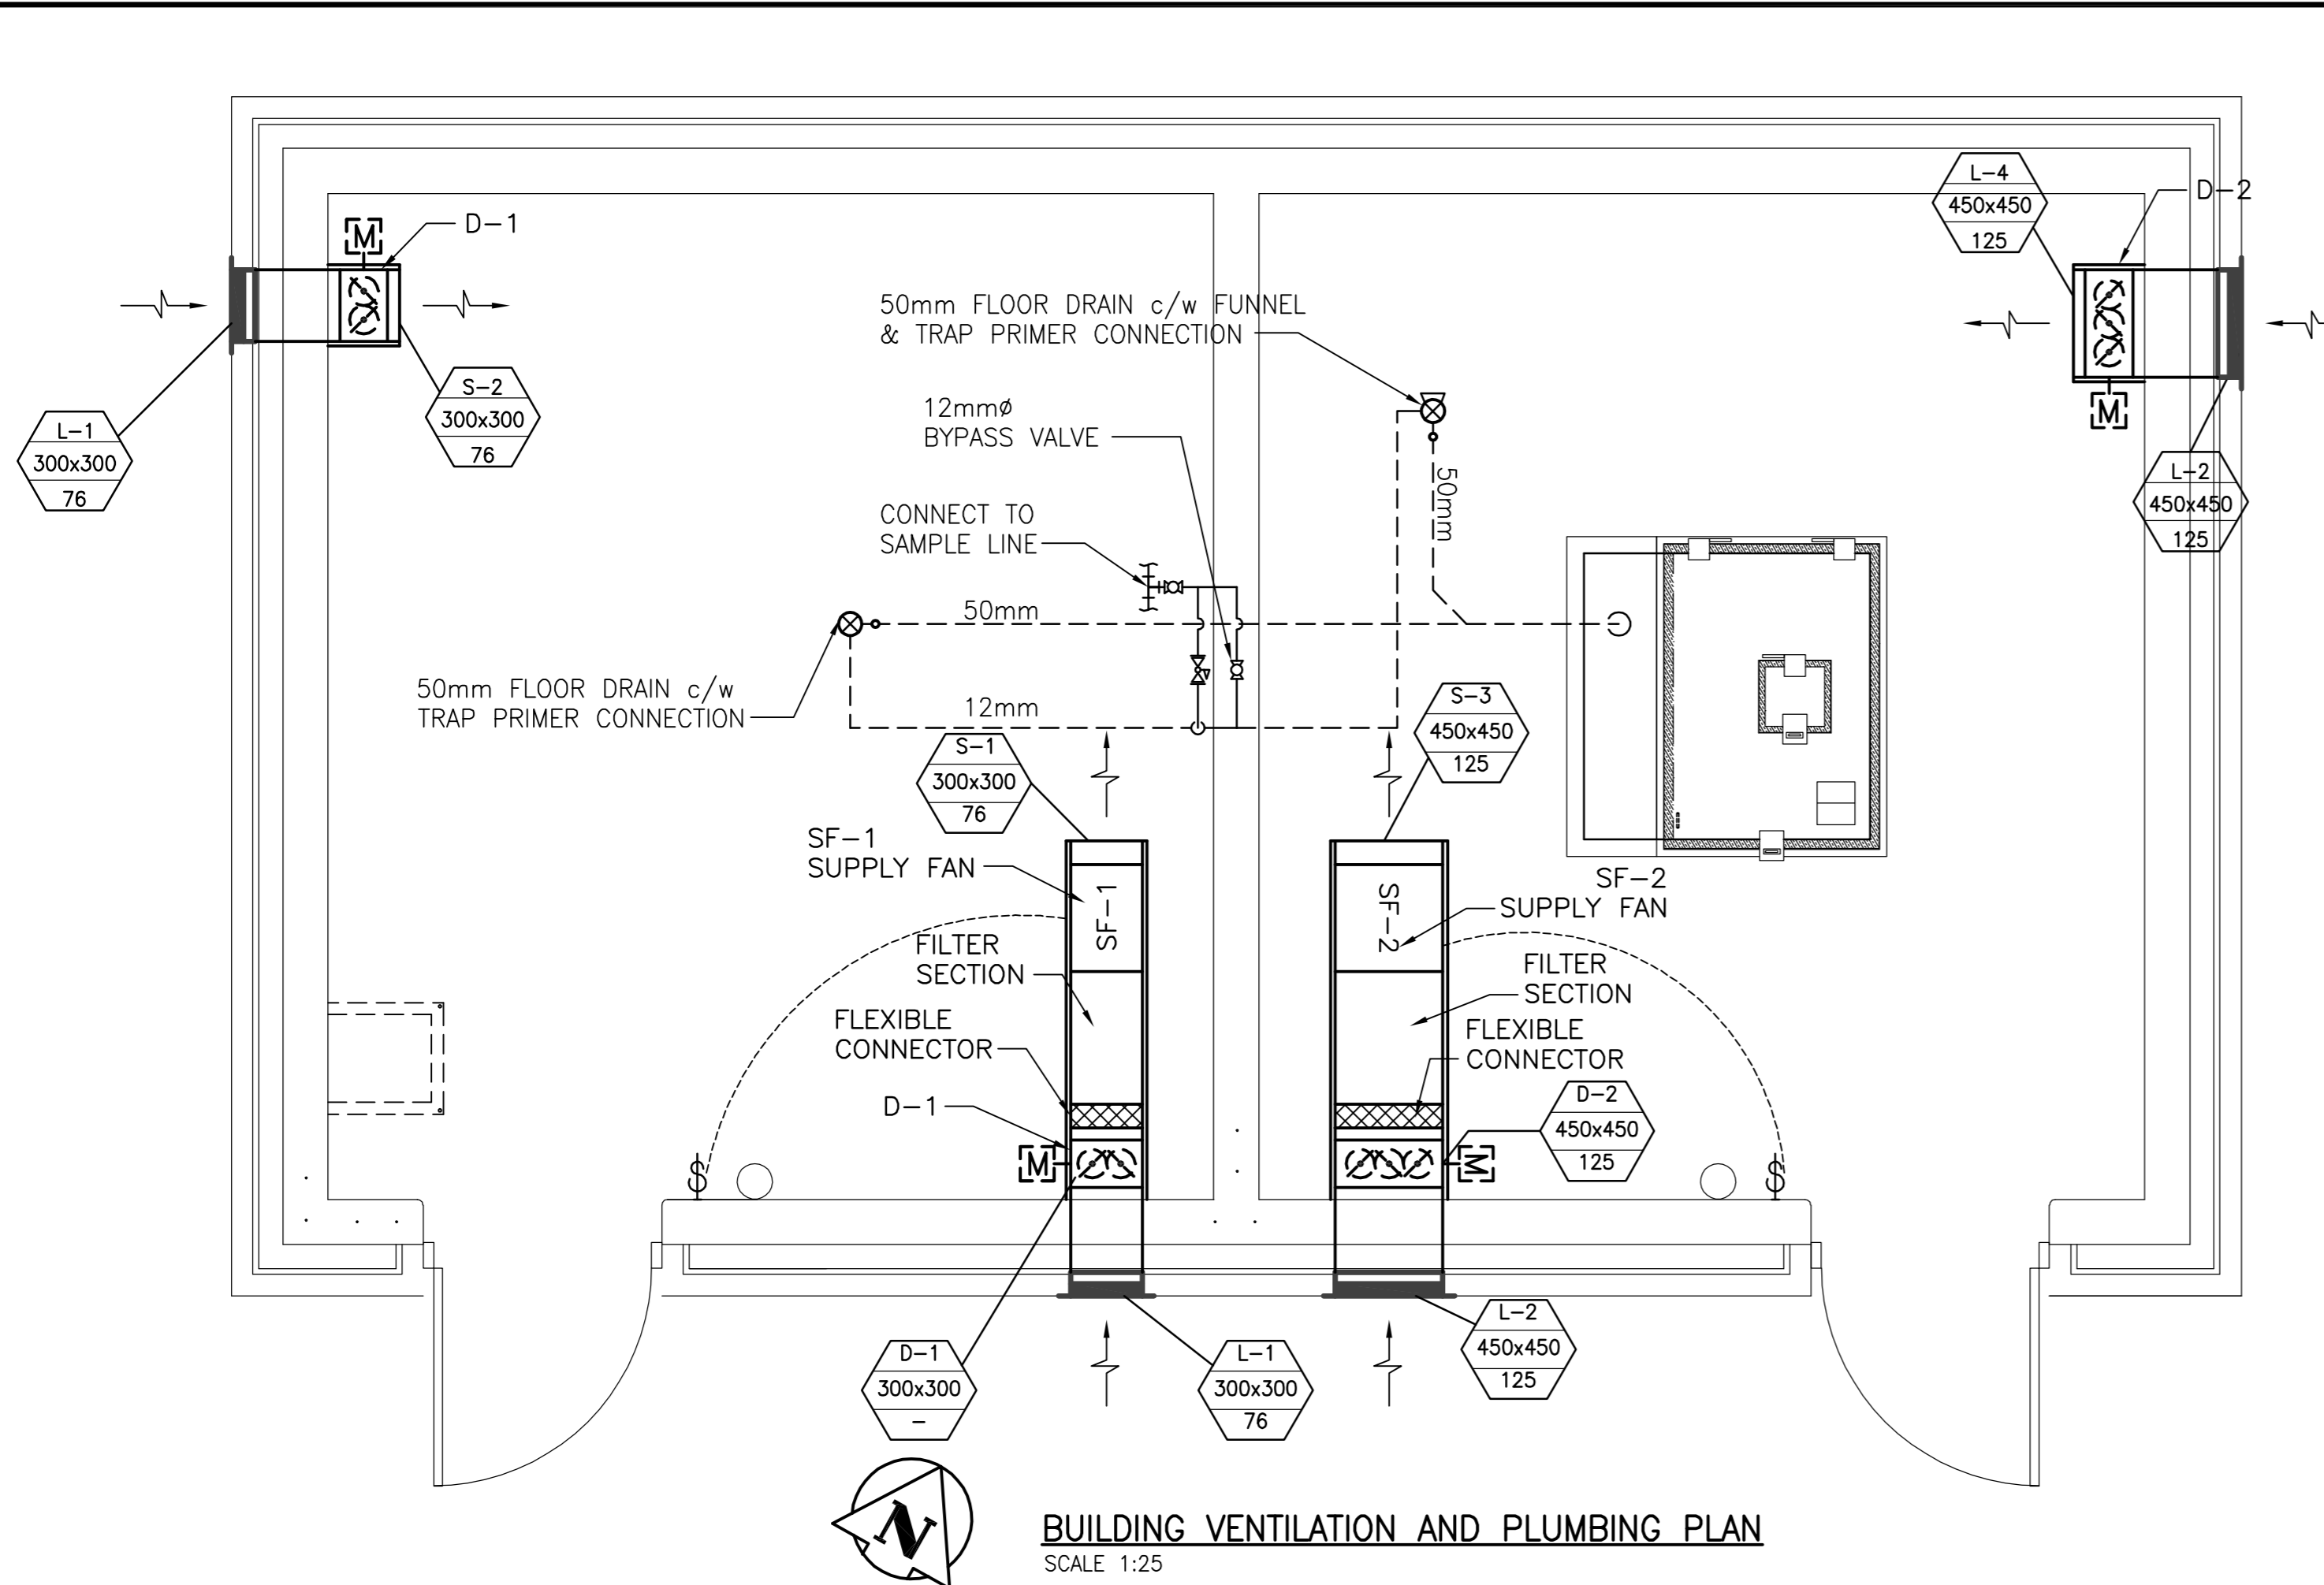 L-4
450x450
125
D-2
M
D-1
S-2
300x300
76
L-1
300x300
76
50mm FLOOR DRAIN c/w FUNNEL
& TRAP PRIMER CONNECTION
12mmø
BYPASS VALVE
M
L-2
450x450
125
50mm
CONNECT TO
SAMPLE LINE
50mm
50mm FLOOR DRAIN c/w
TRAP PRIMER CONNECTION
12mm
S-3
450x450
125
S-1
300x300
76
SF-1
SUPPLY FAN
SF-1
SF-2
SF-2
SUPPLY FAN
FILTER
SECTION
FILTER
SECTION
FLEXIBLE
CONNECTOR
FLEXIBLE
CONNECTOR
D-1
D-2
450x450
125
M
M
$
$
L-2
450x450
125
D-1
300x300
-
L-1
300x300
76
N
BUILDING VENTILATION AND PLUMBING PLAN
SCALE 1:25